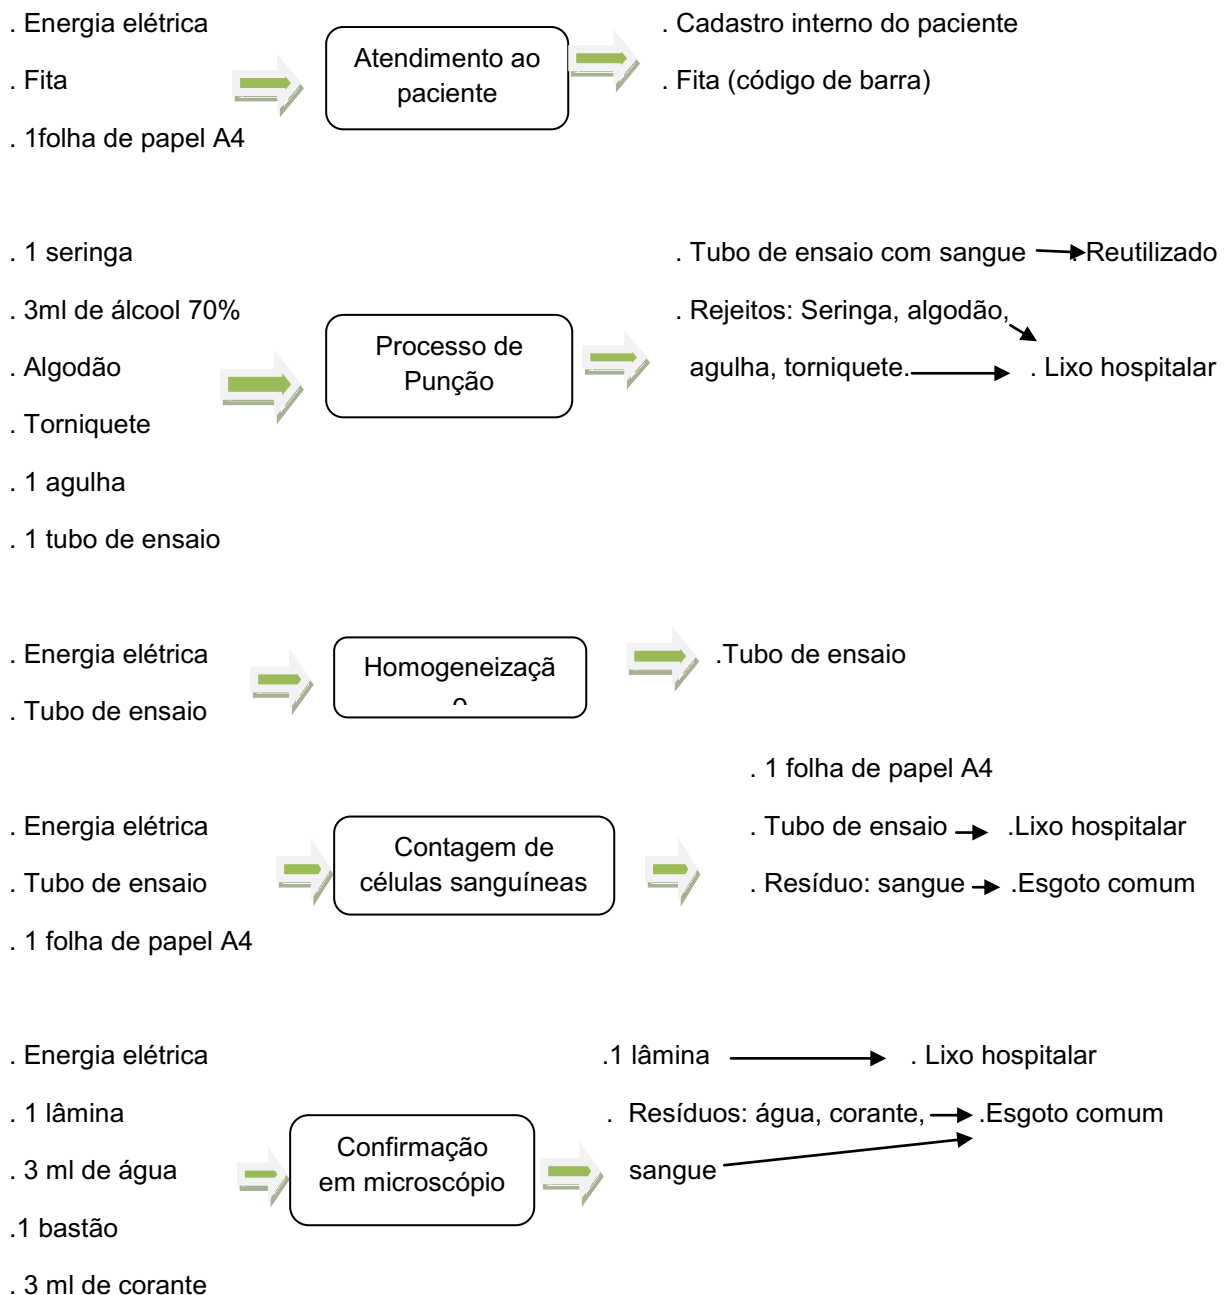 . Energia elétrica
. Fita
. 1folha de papel A4
Atendimento ao
paciente
. Cadastro interno do paciente
. Fita (código de barra)
. 1 seringa
. 3ml de álcool 70%
. Algodão
. Torniquete
. 1 agulha
. 1 tubo de ensaio
Processo de
Punção
. Tubo de ensaio com sangue .Reutilizado
. Rejeitos: Seringa, algodão,
agulha, torniquete. . Lixo hospitalar
. Energia elétrica
. Tubo de ensaio
Homogeneizaçã
o
.Tubo de ensaio
. Energia elétrica
. Tubo de ensaio
. 1 folha de papel A4
Contagem de
células sanguíneas
. 1 folha de papel A4
. Tubo de ensaio .Lixo hospitalar
. Resíduo: sangue .Esgoto comum
. Energia elétrica
. 1 lâmina
. 3 ml de água
.1 bastão
. 3 ml de corante
Confirmação
em microscópio
.1 lâmina . Lixo hospitalar
. Resíduos: água, corante, .Esgoto comum
sangue